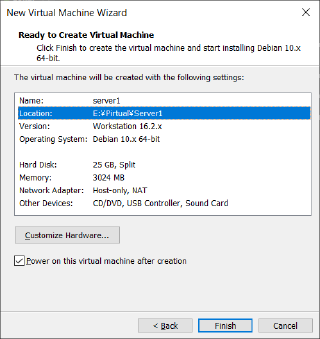 New Virtual Machine Wizard
Ready to Create Virtual Machine
Click Finish to create the virtual machine and start installing Debian 10.x
64-bit.
The virtual machine will be created with the following settings:
Name: server1
Location: E:¥Pirtual¥Server1
Version: Workstation 16.2.x
Operating System: Debian 10.x 64-bit
Hard Disk: 25 GB, Split
Memory: 3024 MB
Network Adapter: Host-only, NAT
Other Devices: CD/DVD, USB Controller, Sound Card
Customize Hardware...
Power on this virtual machine after creation
< Back Finish Cancel